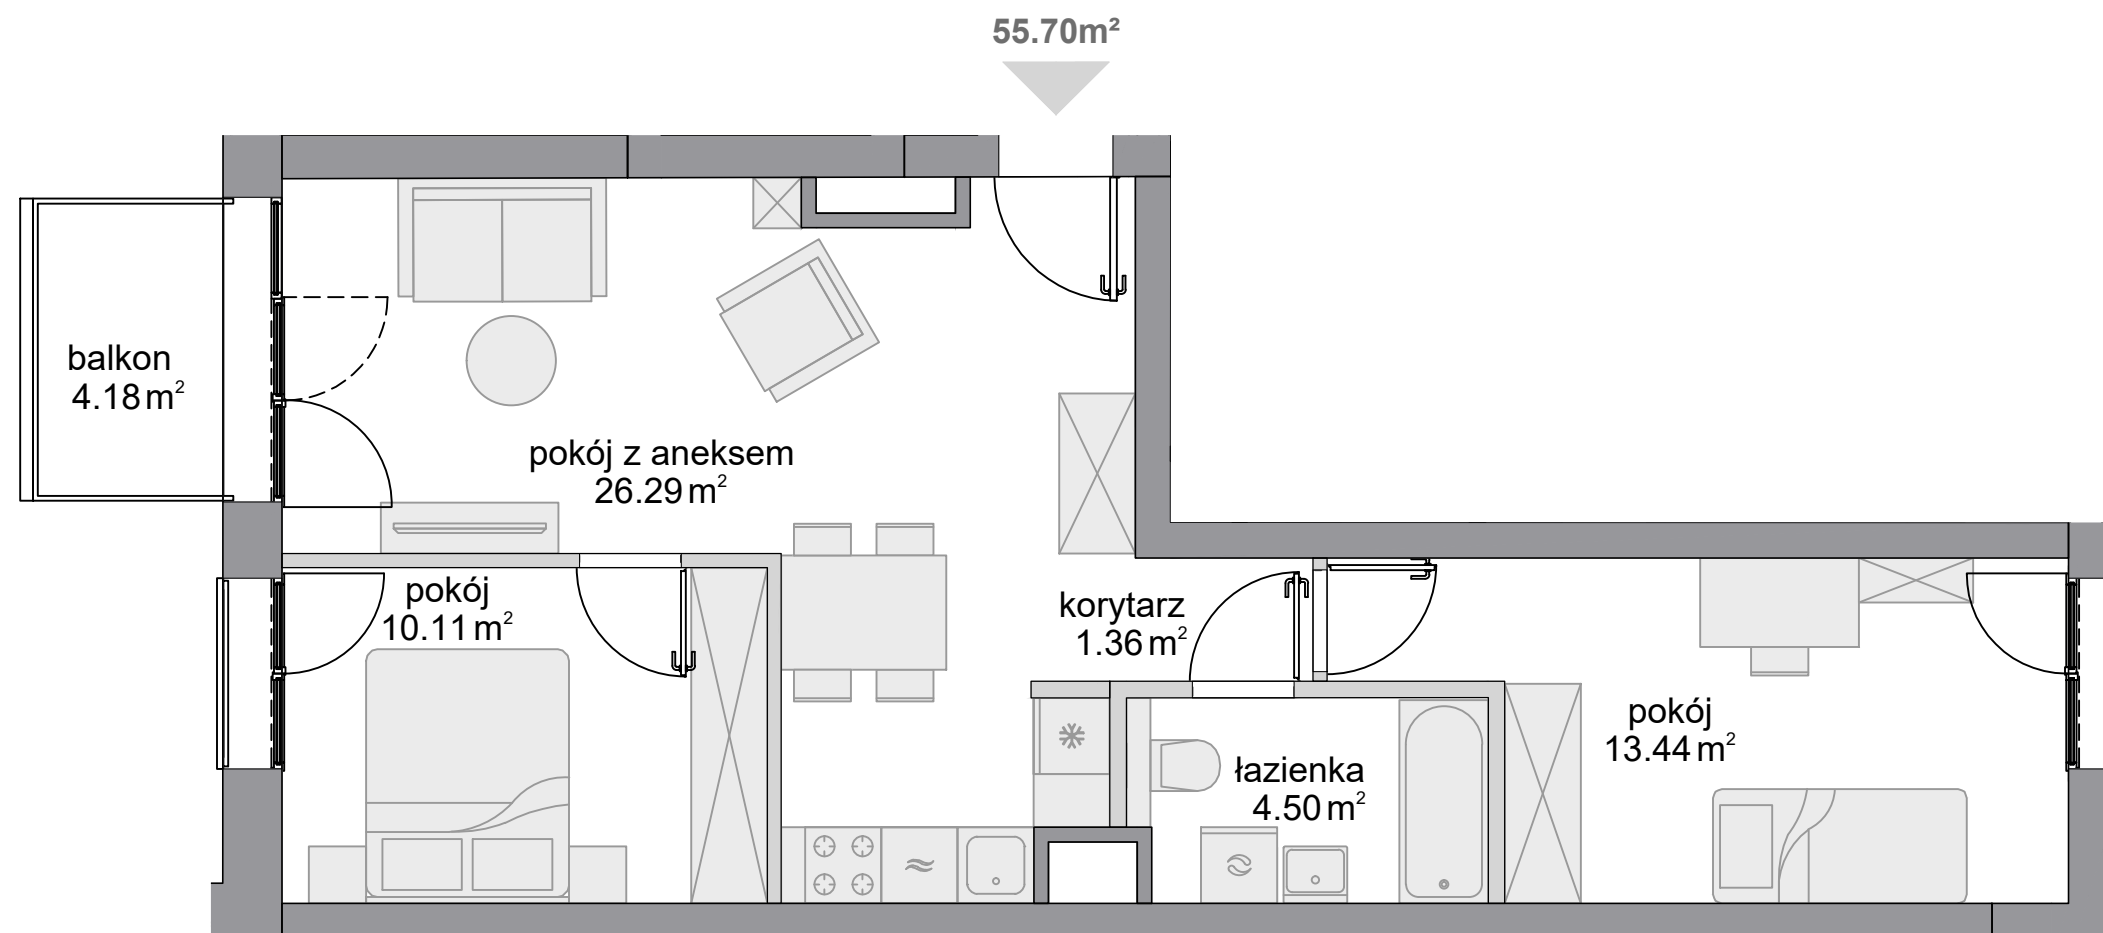 55.70m²
balkon
4.18 m²
pokój z aneksem
26.29 m²
pokój
10.11 m²
korytarz
1.36 m²
łazienka
4.50 m²
pokój
13.44 m²